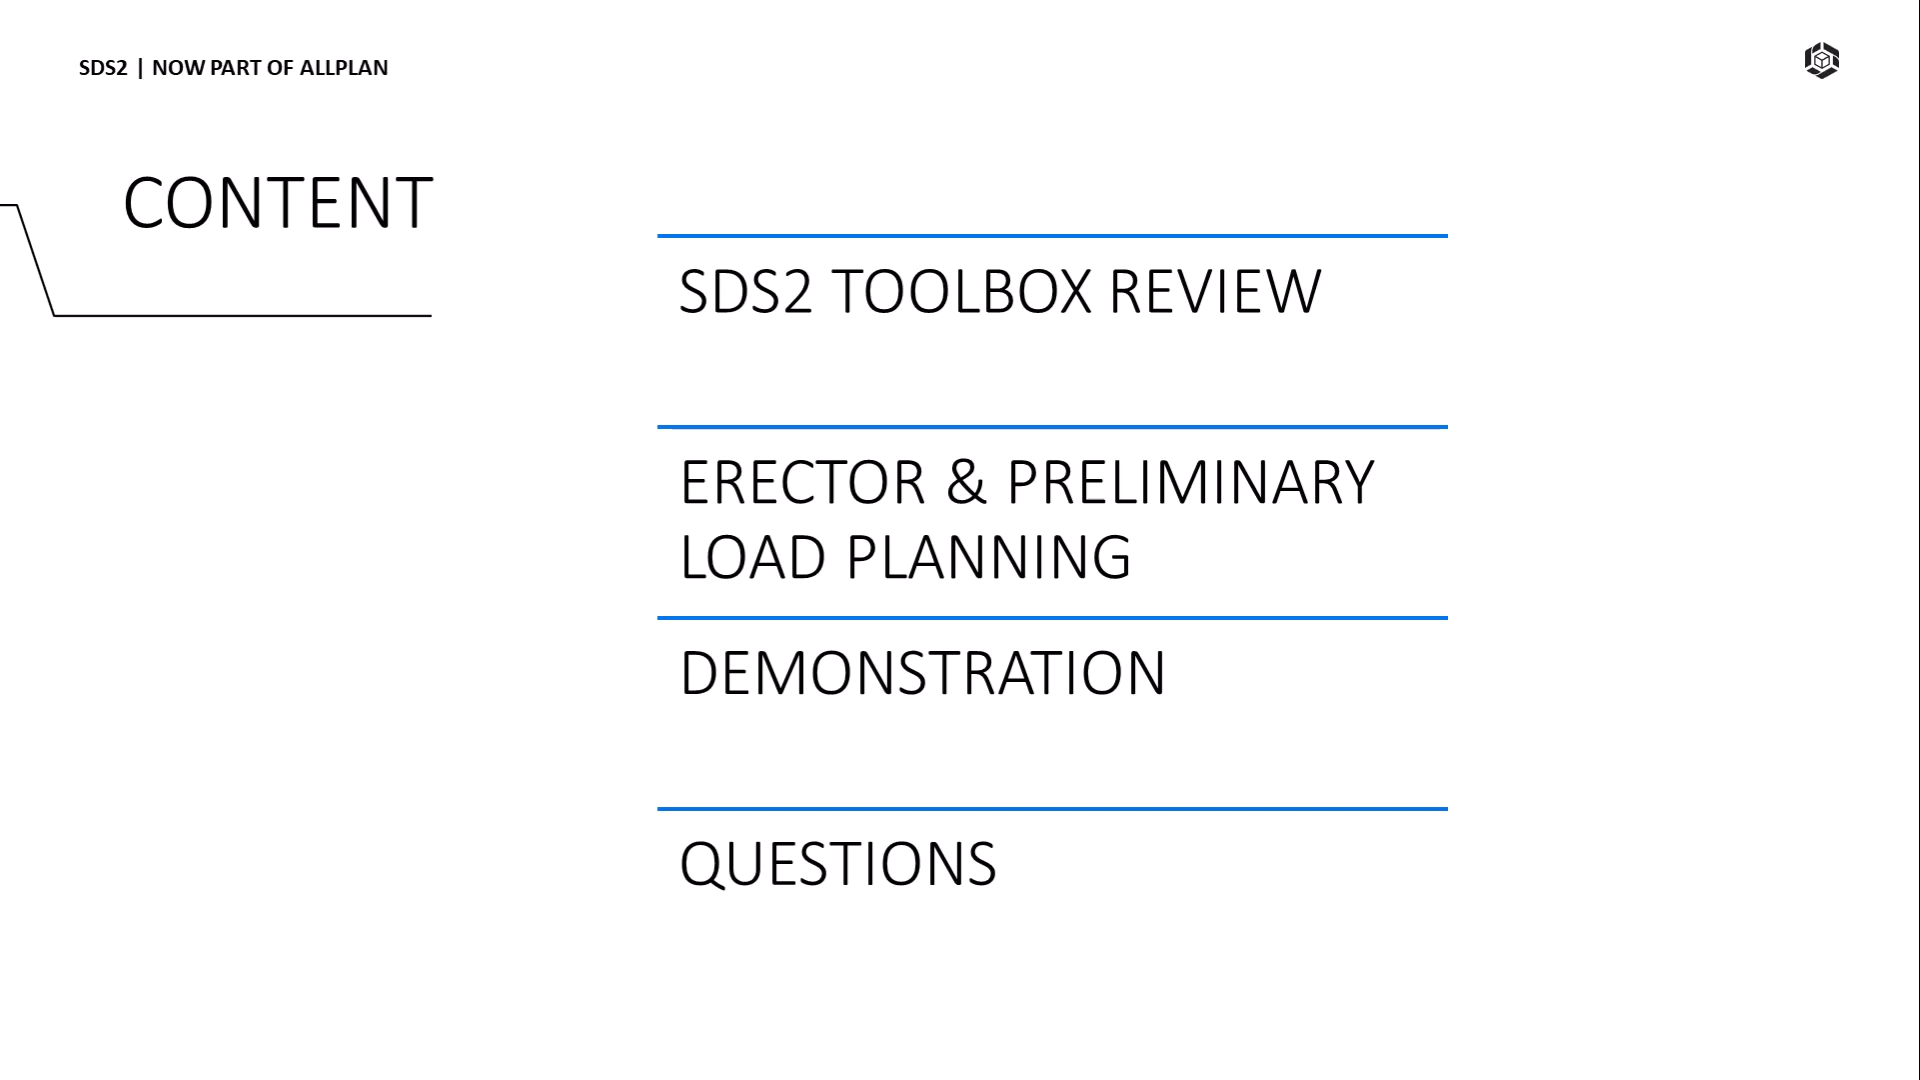 SDS2 | NOW PART OF ALLPLAN
CONTENT
SDS2 TOOLBOX REVIEW
ERECTOR & PRELIMINARY
LOAD PLANNING
DEMONSTRATION
QUESTIONS